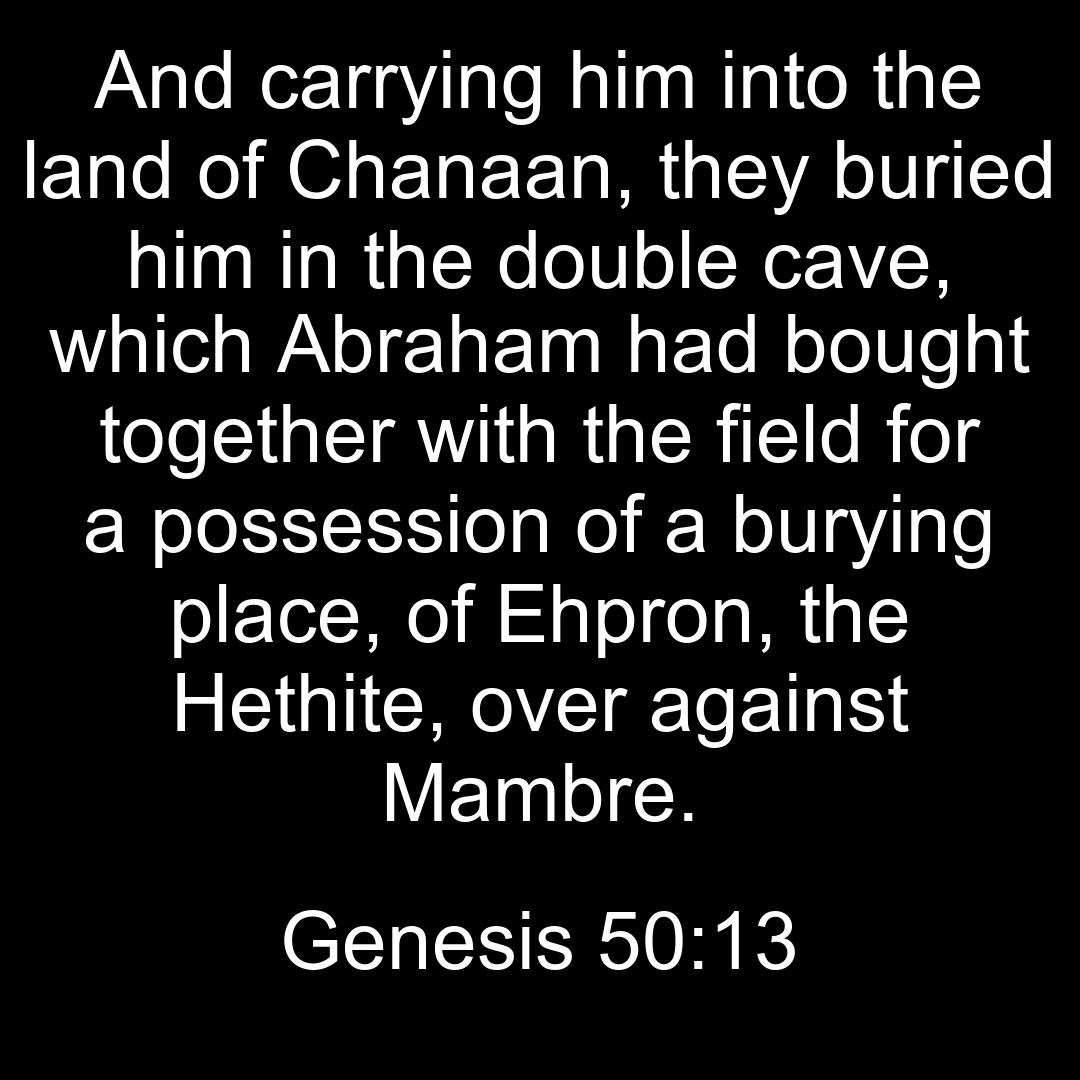 And carrying him into the
land of Chanaan, they buried
him in the double cave,
which Abraham had bought
together with the field for
a possession of a burying
place, of Ehpron, the
Hethite, over against
Mambre.
Genesis 50:13